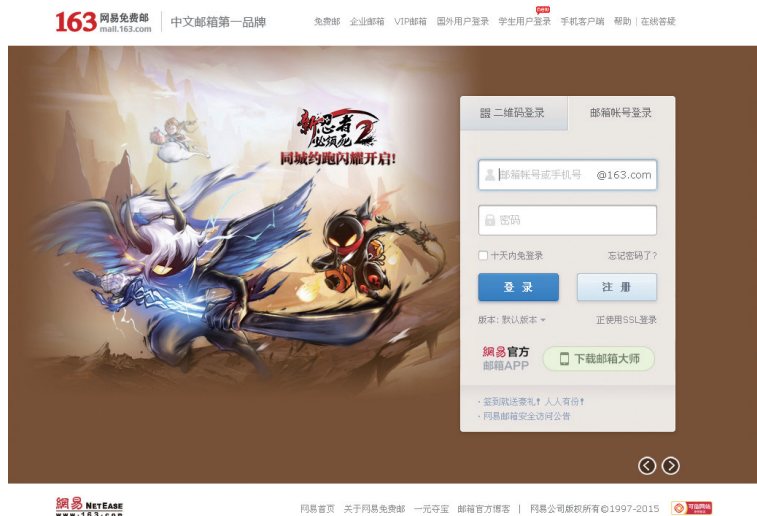 163 网易免费邮 mail.163.com 中文邮箱第一品牌
免费邮 企业邮箱 VIP邮箱 国外用户登录 学生用户登录 new 手机客户端 帮助 | 在线答疑
新忍者必须死2
同城约跑闪耀开启!
二维码登录 邮箱帐号登录
邮箱帐号或手机号 @163.com
密码
十天内免登录 忘记密码了?
登录 注册
版本: 默认版本 正使用SSL登录
網易官方
邮箱APP
下载邮箱大师
· 签到就送豪礼! 人人有份!
· 网易邮箱安全访问公告
網易 NETEASE
www.163.com
网易首页 关于网易免费邮 一元夺宝 邮箱官方博客 | 网易公司版权所有©1997-2015